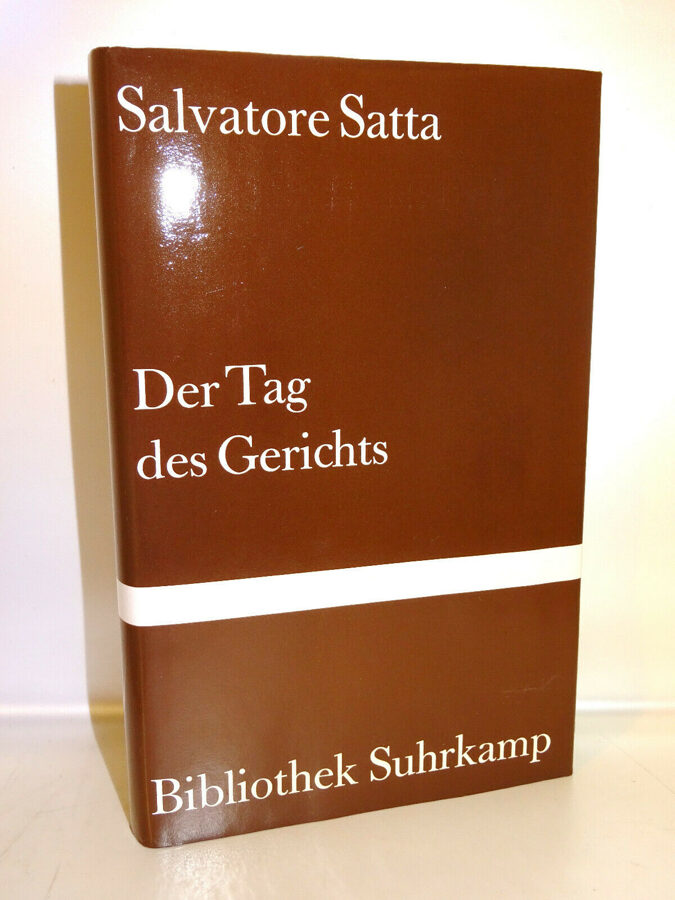 Salvatore Satta
Der Tag
des Gerichts
Bibliothek Suhrkamp